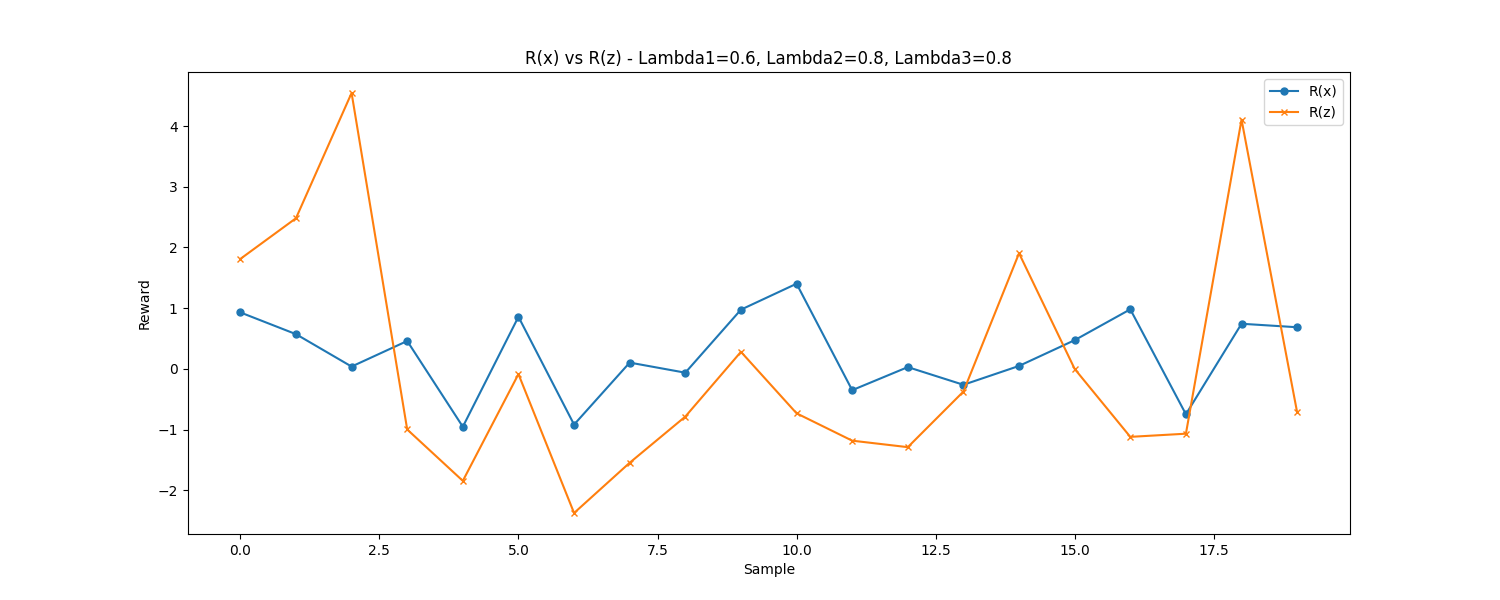 R(x) vs R(z) - Lambda1=0.6, Lambda2=0.8, Lambda3=0.8
R(x)
R(z)
Reward
4
3
2
1
0
−1
−2
0.0 2.5 5.0 7.5 10.0 12.5 15.0 17.5
Sample